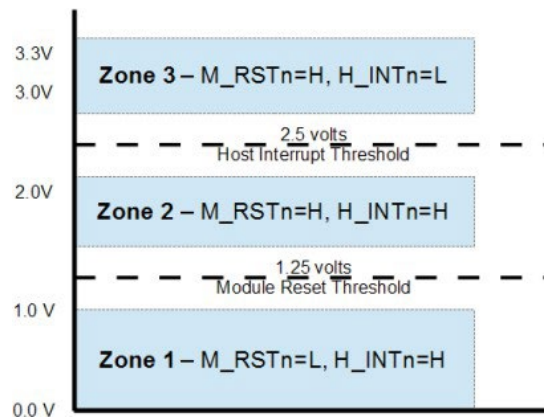 3.3V
Zone 3 – M_RSTn=H, H_INTn=L
3.0V
2.5 volts
Host Interrupt Threshold
2.0V
Zone 2 – M_RSTn=H, H_INTn=H
1.25 volts
Module Reset Threshold
1.0 V
Zone 1 – M_RSTn=L, H_INTn=H
0.0 V